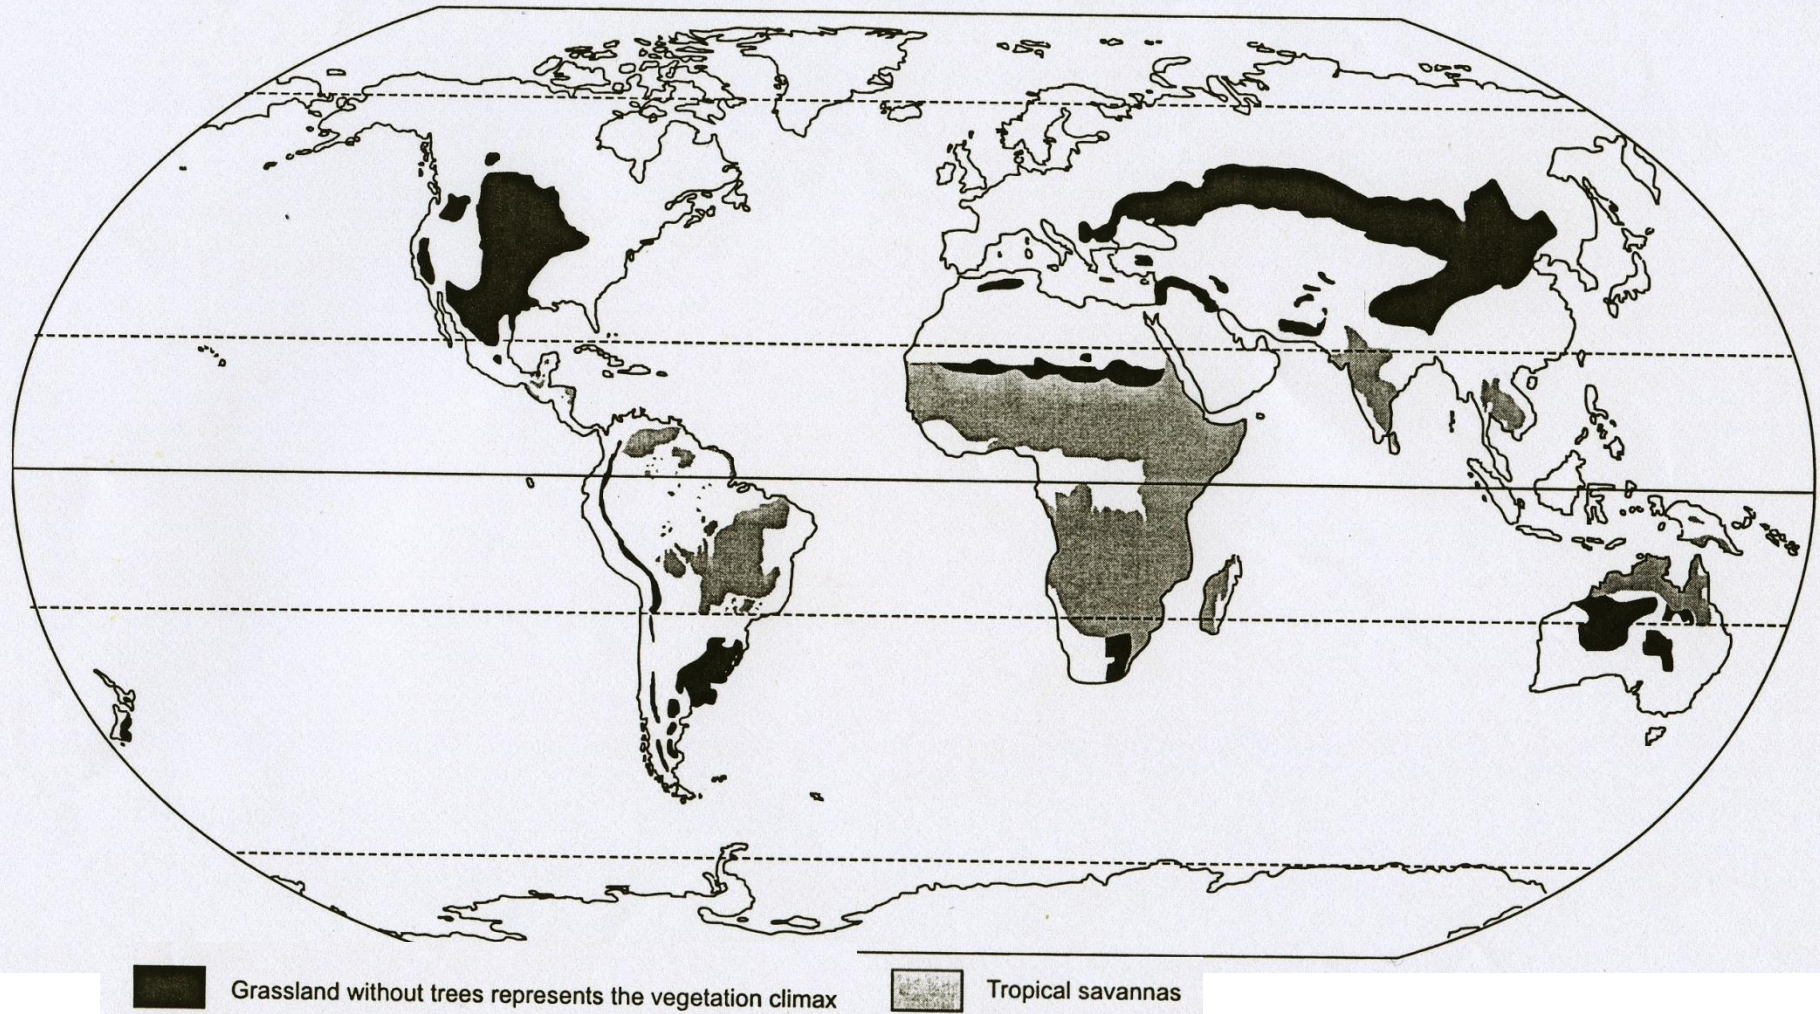 Grassland without trees represents the vegetation climax
Tropical savannas